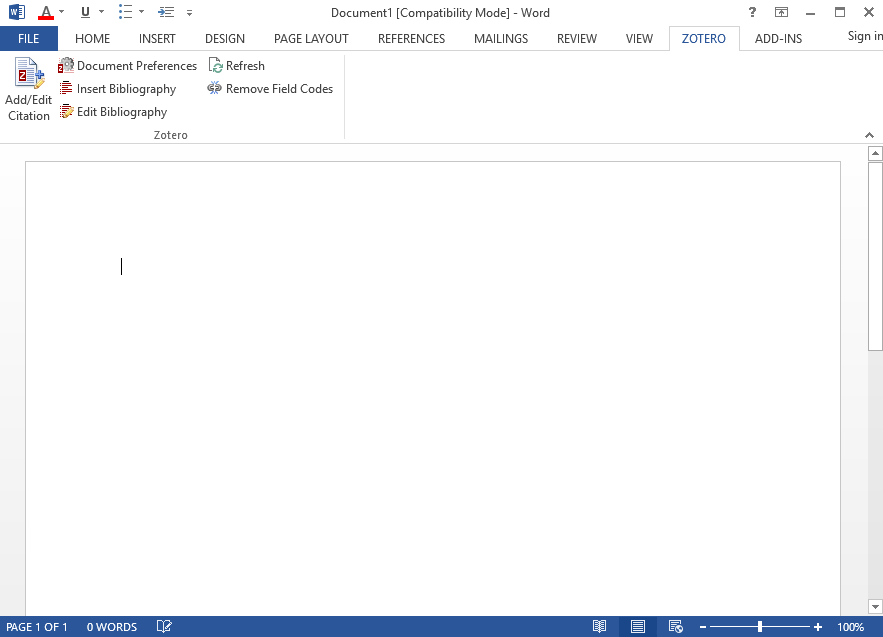 Document1 [Compatibility Mode] - Word
FILE HOME INSERT DESIGN PAGE LAYOUT REFERENCES MAILINGS REVIEW VIEW ZOTERO ADD-INS Sign in
Document Preferences Refresh
Add/Edit Citation
Insert Bibliography Remove Field Codes
Edit Bibliography
Zotero
PAGE 1 OF 1 0 WORDS 100%